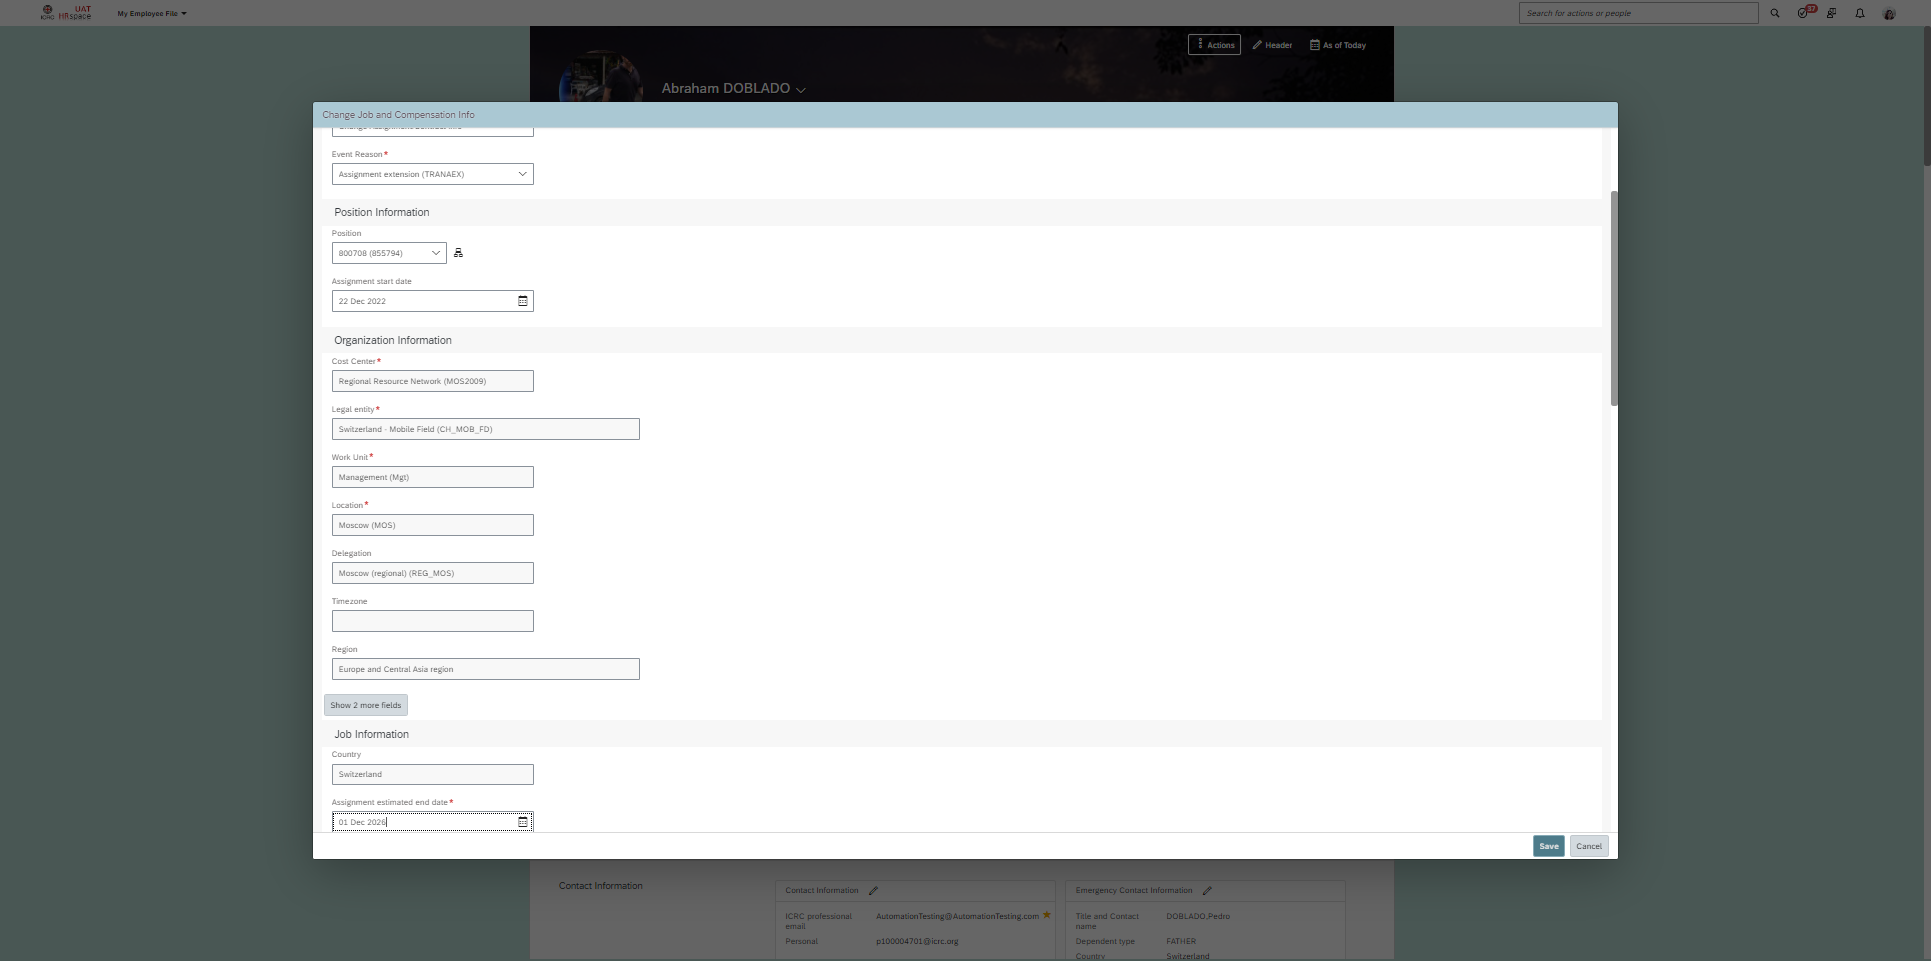 ICRC
UAT
HRspace
My Employee File
Search for actions or people
37
Actions
Header
As of Today
Abraham DOBLADO
Change Job and Compensation Info
Change Assignment Contract Info
Event Reason*
Assignment extension (TRANAEX)
Position Information
Position
800708 (855794)
Assignment start date
22 Dec 2022
Organization Information
Cost Center*
Regional Resource Network (MOS2009)
Legal entity*
Switzerland - Mobile Field (CH_MOB_FD)
Work Unit*
Management (Mgt)
Location*
Moscow (MOS)
Delegation
Moscow (regional) (REG_MOS)
Timezone
Region
Europe and Central Asia region
Show 2 more fields
Job Information
Country
Switzerland
Assignment estimated end date*
01 Dec 2026
Save
Cancel
Contact Information
Contact Information
ICRC professional email
AutomationTesting@AutomationTesting.com
Personal
p100004701@icrc.org
Emergency Contact Information
Title and Contact name
DOBLADO,Pedro
Dependent type
FATHER
Country
Switzerland